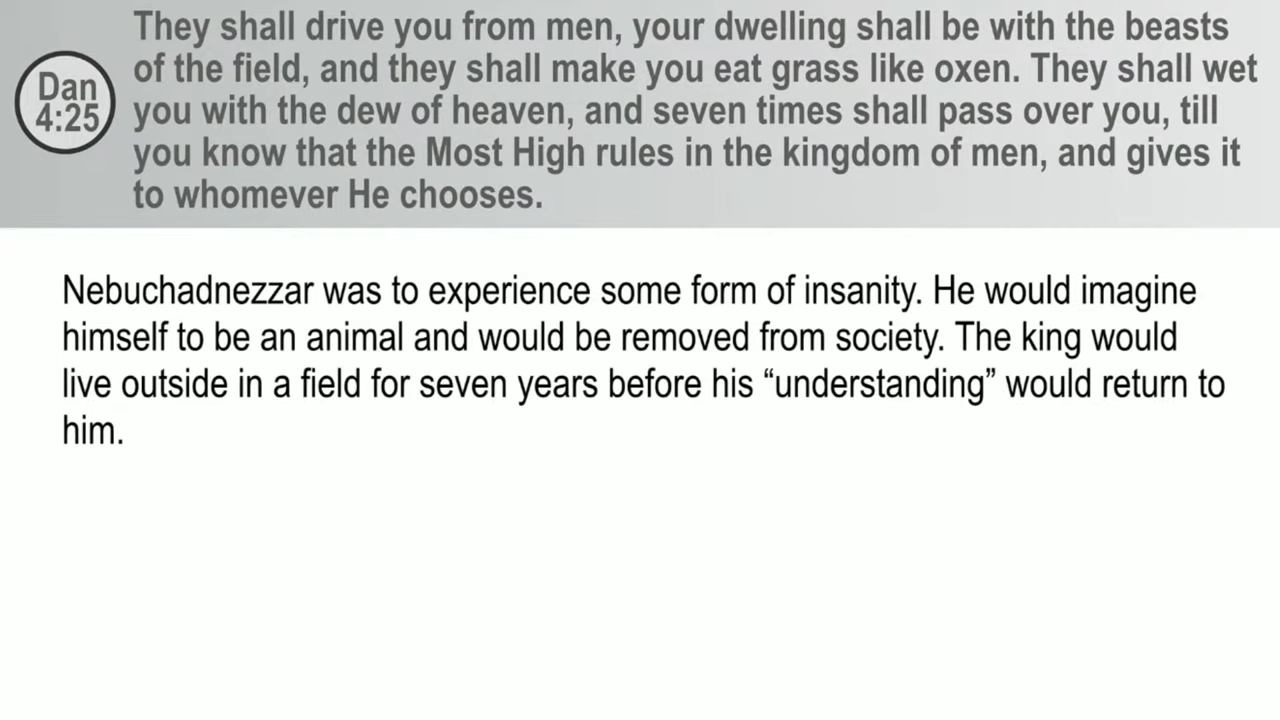 Dan
4:25
They shall drive you from men, your dwelling shall be with the beasts
of the field, and they shall make you eat grass like oxen. They shall wet
you with the dew of heaven, and seven times shall pass over you, till
you know that the Most High rules in the kingdom of men, and gives it
to whomever He chooses.
Nebuchadnezzar was to experience some form of insanity. He would imagine
himself to be an animal and would be removed from society. The king would
live outside in a field for seven years before his “understanding” would return to
him.